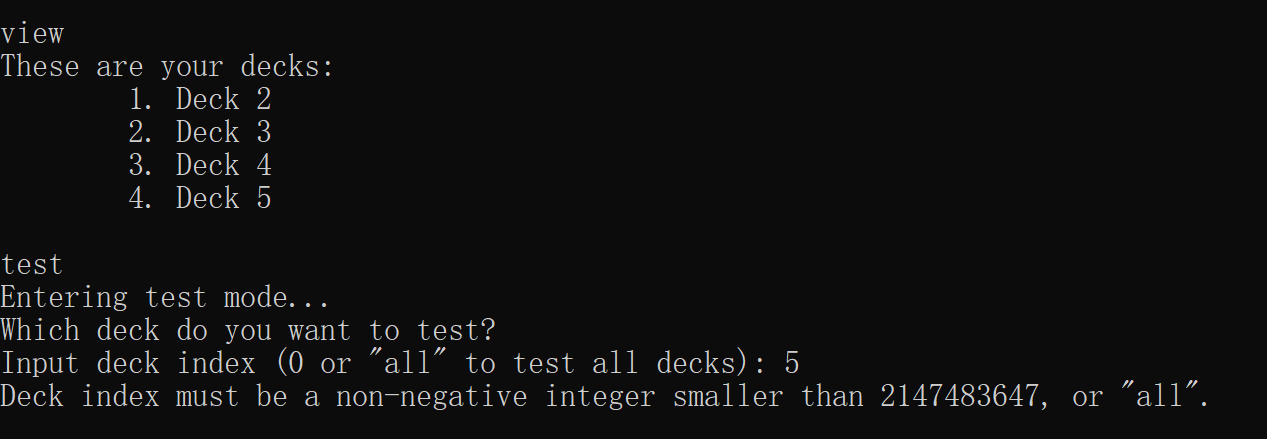 view
These are your decks:
1. Deck 2
2. Deck 3
3. Deck 4
4. Deck 5
test
Entering test mode...
Which deck do you want to test?
Input deck index (0 or "all" to test all decks): 5
Deck index must be a non-negative integer smaller than 2147483647, or "all".